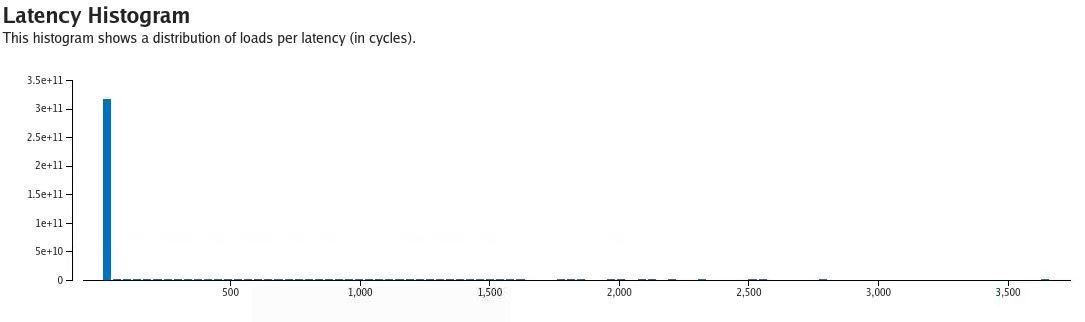 Latency Histogram
This histogram shows a distribution of loads per latency (in cycles).
3.5e+11
3e+11
2.5e+11
2e+11
1.5e+11
1e+11
5e+10
0
500 1,000 1,500 2,000 2,500 3,000 3,500